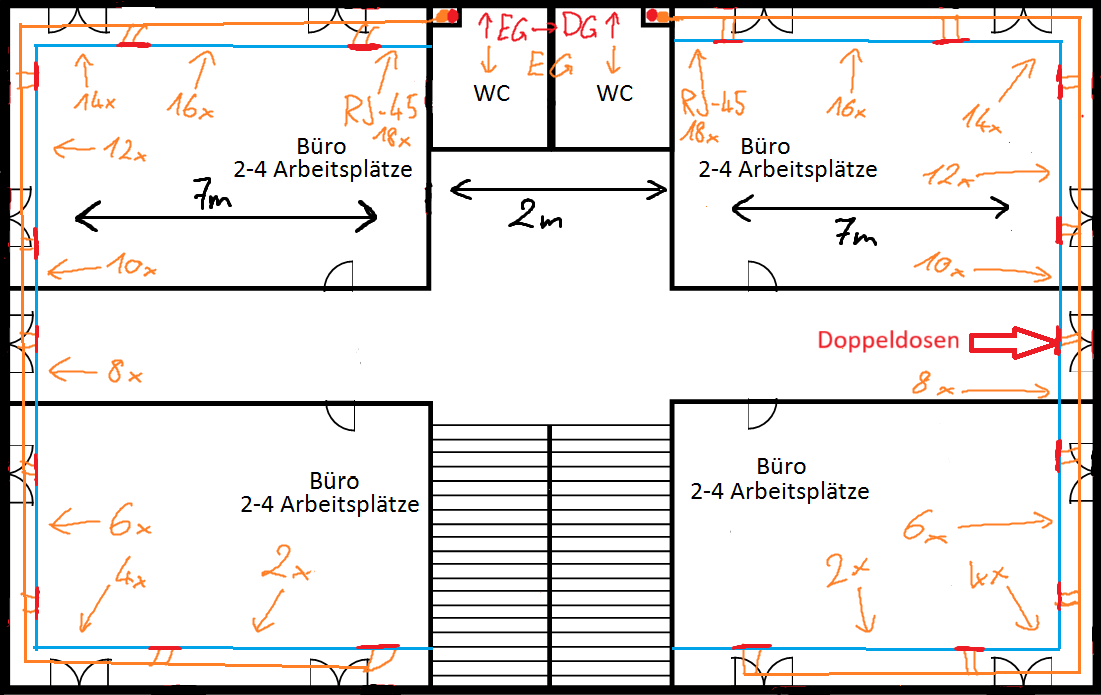 EG → DG
EG
WC
WC
14x
16x
RJ-45
18x
RJ-45
18x
16x
14x
12x
Büro
2-4 Arbeitsplätze
Büro
2-4 Arbeitsplätze
12x
7m
2m
7m
10x
10x
Doppeldosen
8x
8x
Büro
2-4 Arbeitsplätze
Büro
2-4 Arbeitsplätze
6x
6x
4x
2x
2x
4x